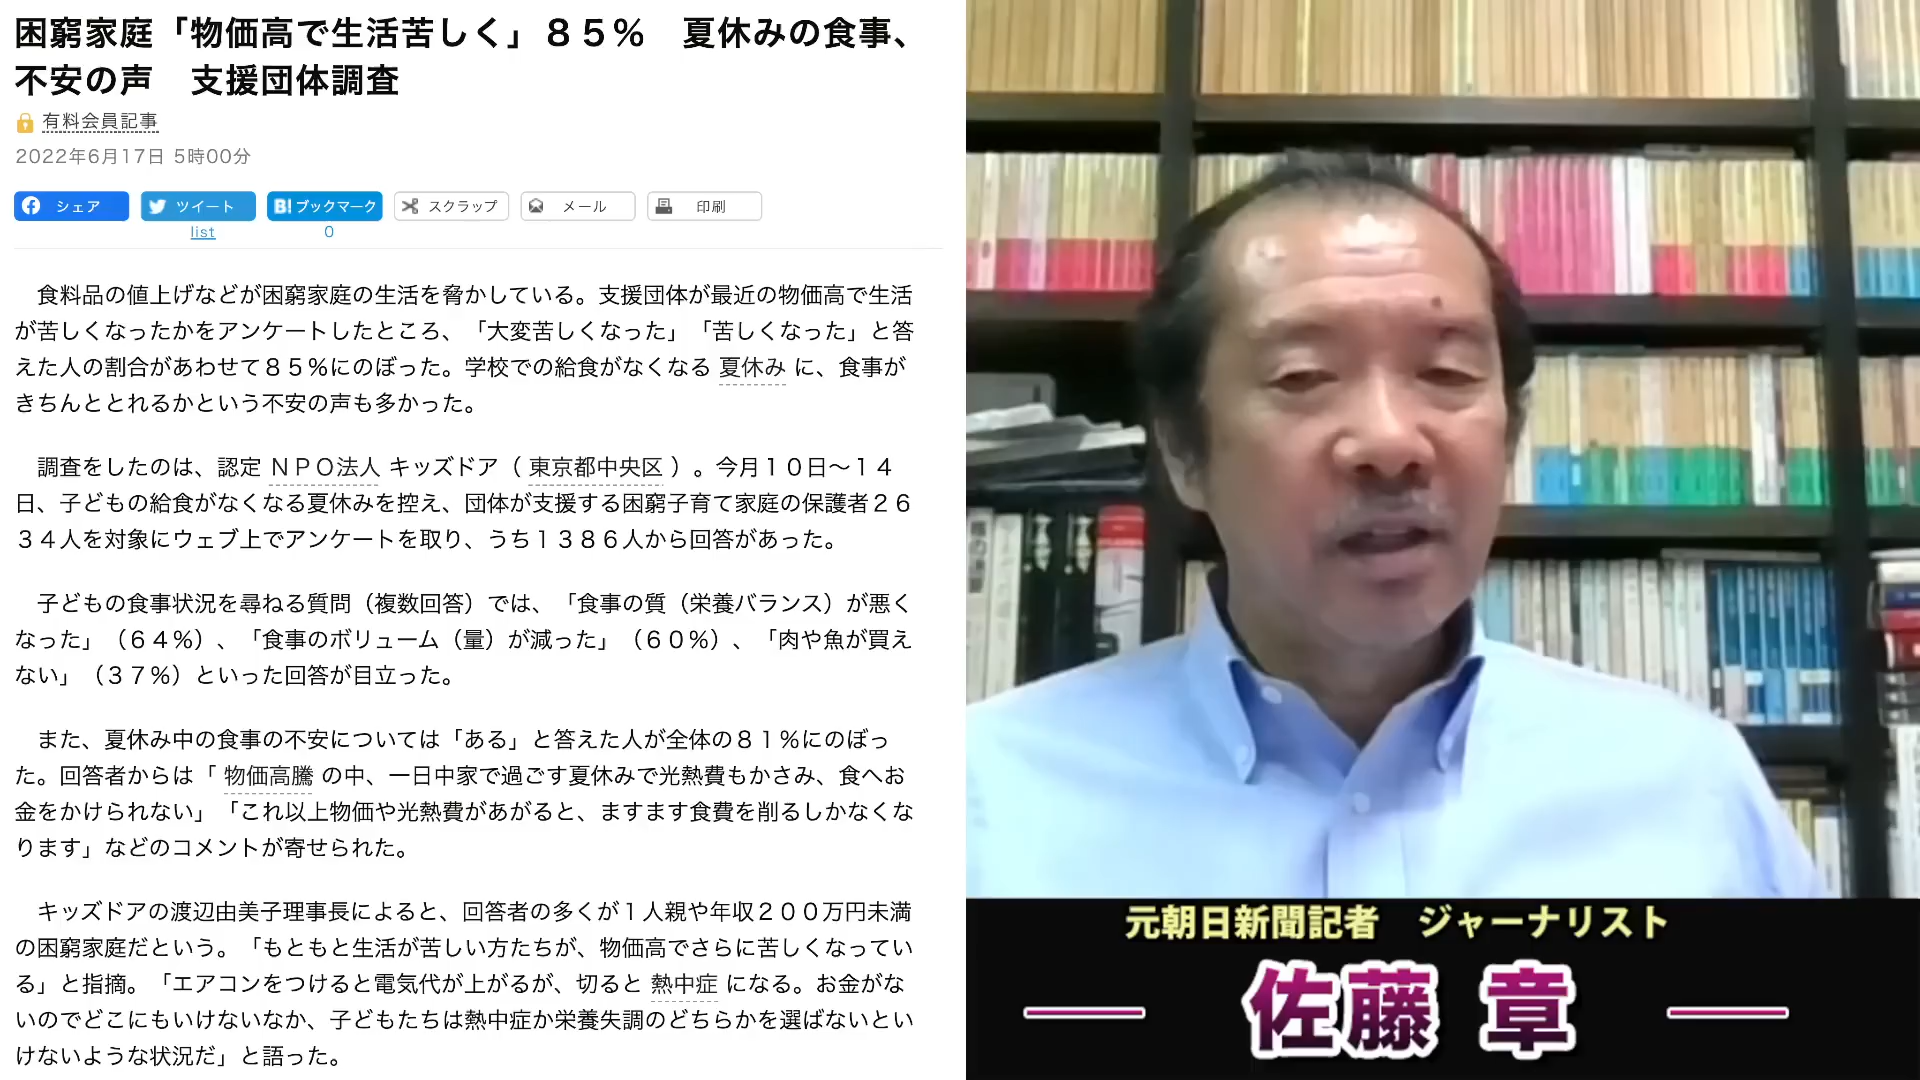 困窮家庭「物価高で生活苦しく」８５％　夏休みの食事、
不安の声　支援団体調査
有料会員記事
2022年6月17日 5時00分
シェア
ツイート
B!ブックマーク
スクラップ
メール
印刷
list
0
食料品の値上げなどが困窮家庭の生活を脅かしている。支援団体が最近の物価高で生活
が苦しくなったかをアンケートしたところ、「大変苦しくなった」「苦しくなった」と答
えた人の割合があわせて８５％にのぼった。学校での給食がなくなる 夏休み に、食事が
きちんととれるかという不安の声も多かった。
調査をしたのは、認定 ＮＰＯ法人 キッズドア（ 東京都中央区 ）。今月１０日～１４
日、子どもの給食がなくなる夏休みを控え、団体が支援する困窮子育て家庭の保護者２６
３４人を対象にウェブ上でアンケートを取り、うち１３８６人から回答があった。
子どもの食事状況を尋ねる質問（複数回答）では、「食事の質（栄養バランス）が悪く
なった」（６４％）、「食事のボリューム（量）が減った」（６０％）、「肉や魚が買え
ない」（３７％）といった回答が目立った。
また、夏休み中の食事の不安については「ある」と答えた人が全体の８１％にのぼっ
た。回答者からは「 物価高騰 の中、一日中家で過ごす夏休みで光熱費もかさみ、食へお
金をかけられない」「これ以上物価や光熱費があがると、ますます食費を削るしかなくな
ります」などのコメントが寄せられた。
キッズドアの渡辺由美子理事長によると、回答者の多くが１人親や年収２００万円未満
の困窮家庭だという。「もともと生活が苦しい方たちが、物価高でさらに苦しくなってい
る」と指摘。「エアコンをつけると電気代が上がるが、切ると 熱中症 になる。お金がな
いのでどこにもいけないなか、子どもたちは熱中症か栄養失調のどちらかを選ばないとい
けないような状況だ」と語った。
元朝日新聞記者　ジャーナリスト
佐藤 章